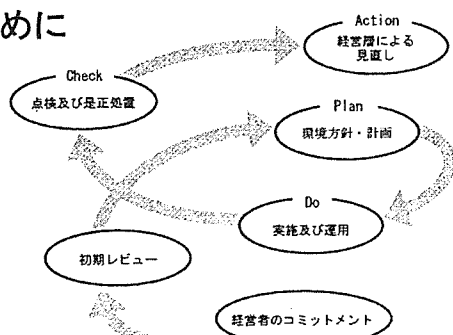 めに
Action
経営層による
見直し
Check
点検及び是正処置
Plan
環境方針・計画
Do
実施及び運用
初期レビュー
経営者のコミットメント